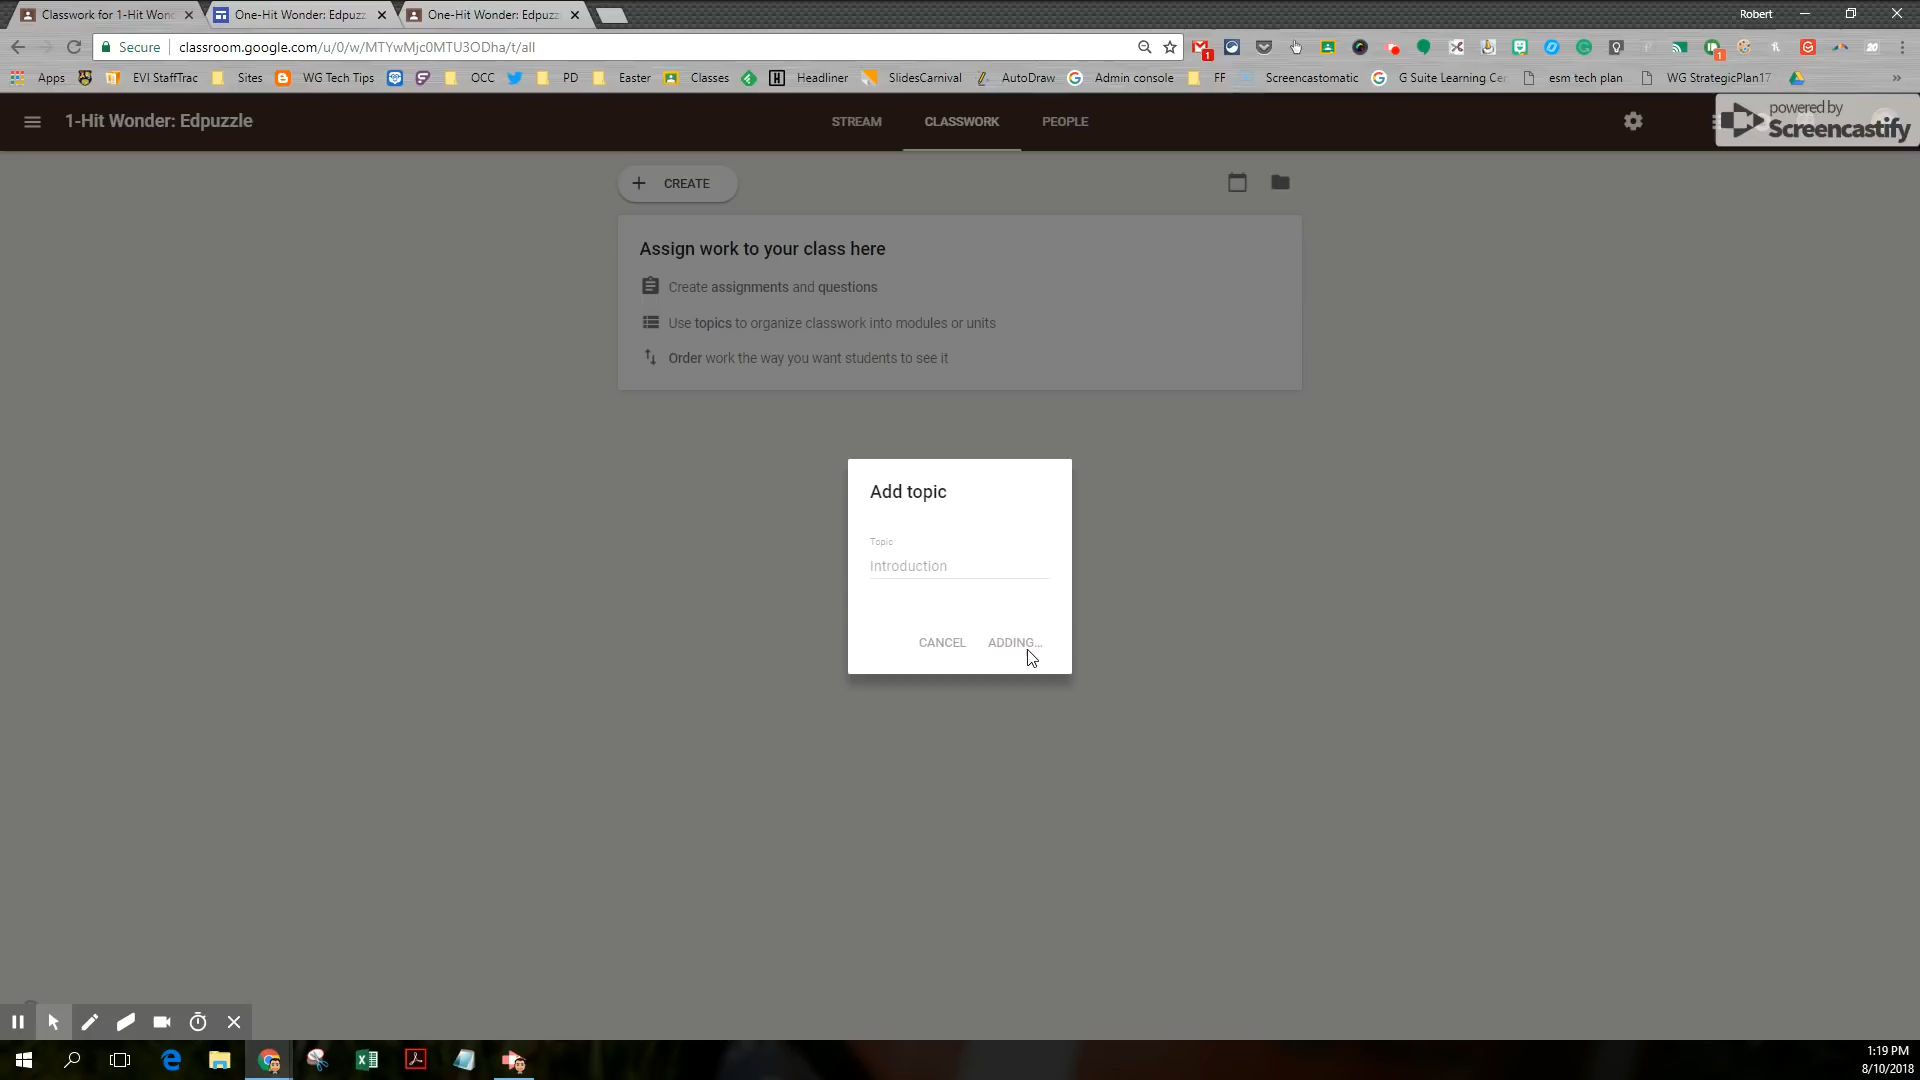 Classwork for 1-Hit Won
One-Hit Wonder: Edpuzz
One-Hit Wonder: Edpuzz
Robert
Secure
classroom.google.com/u/0/w/MTYwMjc0MTU3ODha/t/all
Apps
EVI StaffTrac
Sites
WG Tech Tips
OCC
PD
Easter
Classes
Headliner
SlidesCarnival
AutoDraw
Admin console
FF
Screencastomatic
G Suite Learning Ce
esm tech plan
WG StrategicPlan17
1-Hit Wonder: Edpuzzle
STREAM
CLASSWORK
PEOPLE
powered by
Screencastify
CREATE
Assign work to your class here
Create assignments and questions
Use topics to organize classwork into modules or units
Order work the way you want students to see it
Add topic
Topic
Introduction
CANCEL
ADDING...
1:19 PM
8/10/2018